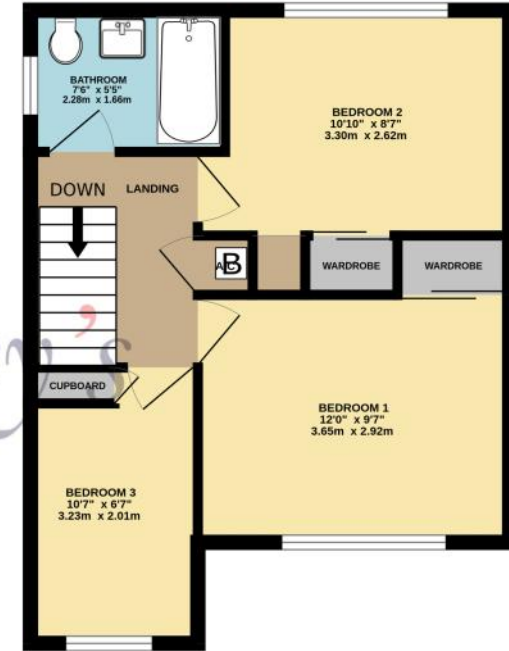 BATHROOM
7'6" x 5'5"
2.28m x 1.66m
BEDROOM 2
10'10" x 8'7"
3.30m x 2.62m
DOWN
LANDING
B
WARDROBE
WARDROBE
y's
CUPBOARD
BEDROOM 1
12'0" x 9'7"
3.65m x 2.92m
BEDROOM 3
10'7" x 6'7"
3.23m x 2.01m